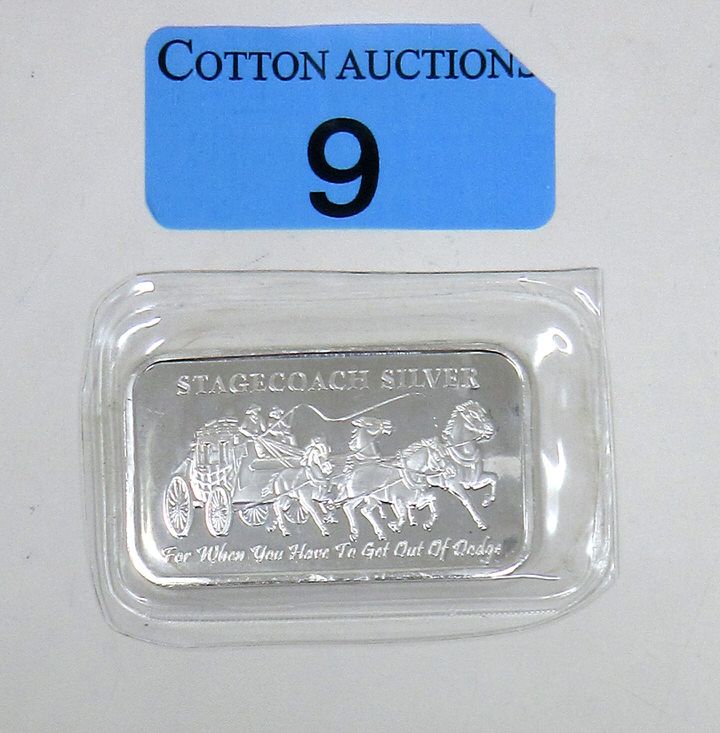 COTTON AUCTIONS
9
STAGECOACH SILVER
For When You Have To Get Out Of Dodge